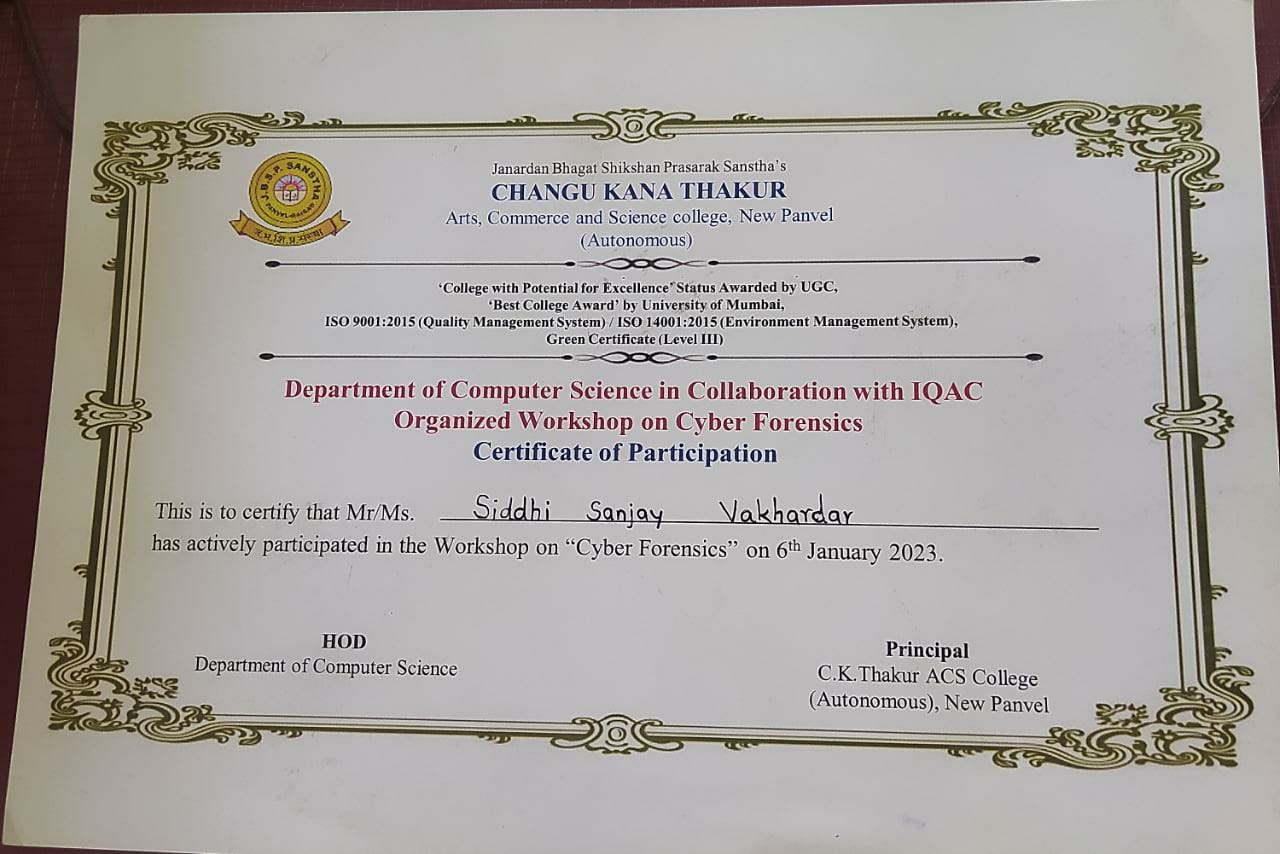 J.B.S.P. SANSTHA
PANVEL-RAIGAD
ज.भ.शि.प्र.संस्था
Janardan Bhagat Shikshan Prasarak Sanstha's
CHANGU KANA THAKUR
Arts, Commerce and Science college, New Panvel
(Autonomous)
'College with Potential for Excellence' Status Awarded by UGC,
'Best College Award' by University of Mumbai,
ISO 9001:2015 (Quality Management System) / ISO 14001:2015 (Environment Management System),
Green Certificate (Level III)
Department of Computer Science in Collaboration with IQAC
Organized Workshop on Cyber Forensics
Certificate of Participation
This is to certify that Mr/Ms. Siddhi Sanjay Vakhardar
has actively participated in the Workshop on “Cyber Forensics” on 6th January 2023.
HOD
Department of Computer Science
Principal
C.K.Thakur ACS College
(Autonomous), New Panvel